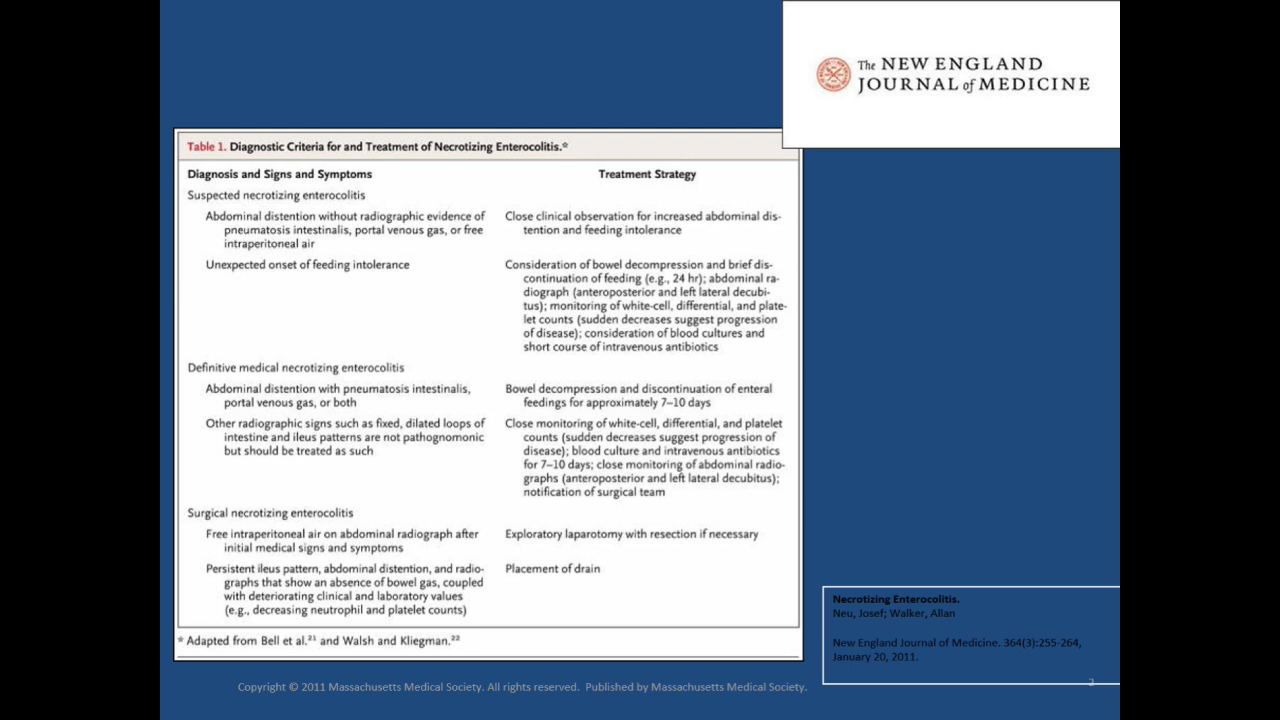 The NEW ENGLAND
JOURNAL of MEDICINE
Table 1. Diagnostic Criteria for and Treatment of Necrotizing Enterocolitis.*
Diagnosis and Signs and Symptoms
Treatment Strategy
Suspected necrotizing enterocolitis
Abdominal distention without radiographic evidence of
pneumatosis intestinalis, portal venous gas, or free
intraperitoneal air
Close clinical observation for increased abdominal dis-
tention and feeding intolerance
Unexpected onset of feeding intolerance
Consideration of bowel decompression and brief dis-
continuation of feeding (e.g., 24 hr); abdominal ra-
diograph (anteroposterior and left lateral decubi-
tus); monitoring of white-cell, differential, and plate-
let counts (sudden decreases suggest progression
of disease); consideration of blood cultures and
short course of intravenous antibiotics
Definitive medical necrotizing enterocolitis
Abdominal distention with pneumatosis intestinalis,
portal venous gas, or both
Bowel decompression and discontinuation of enteral
feedings for approximately 7–10 days
Other radiographic signs such as fixed, dilated loops of
intestine and ileus patterns are not pathognomonic
but should be treated as such
Close monitoring of white-cell, differential, and platelet
counts (sudden decreases suggest progression of
disease); blood culture and intravenous antibiotics
for 7–10 days; close monitoring of abdominal radio-
graphs (anteroposterior and left lateral decubitus);
notification of surgical team
Surgical necrotizing enterocolitis
Free intraperitoneal air on abdominal radiograph after
initial medical signs and symptoms
Exploratory laparotomy with resection if necessary
Persistent ileus pattern, abdominal distention, and radio-
graphs that show an absence of bowel gas, coupled
with deteriorating clinical and laboratory values
(e.g., decreasing neutrophil and platelet counts)
Placement of drain
* Adapted from Bell et al.²¹ and Walsh and Kliegman.²²
Necrotizing Enterocolitis.
Neu, Josef; Walker, Allan
New England Journal of Medicine. 364(3):255-264,
January 20, 2011.
Copyright © 2011 Massachusetts Medical Society. All rights reserved. Published by Massachusetts Medical Society.
2